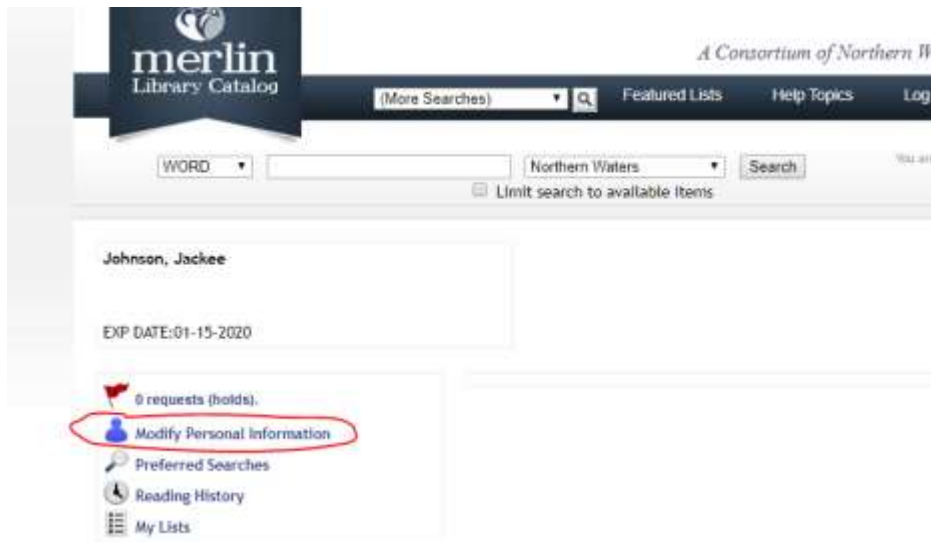 merlin
Library Catalog
A Consortium of Northern W
(More Searches) Featured Lists Help Topics Log
WORD Northern Waters Search You ar
Limit search to available items
Johnson, Jackee
EXP DATE:01-15-2020
0 requests (holds).
Modify Personal Information
Preferred Searches
Reading History
My Lists